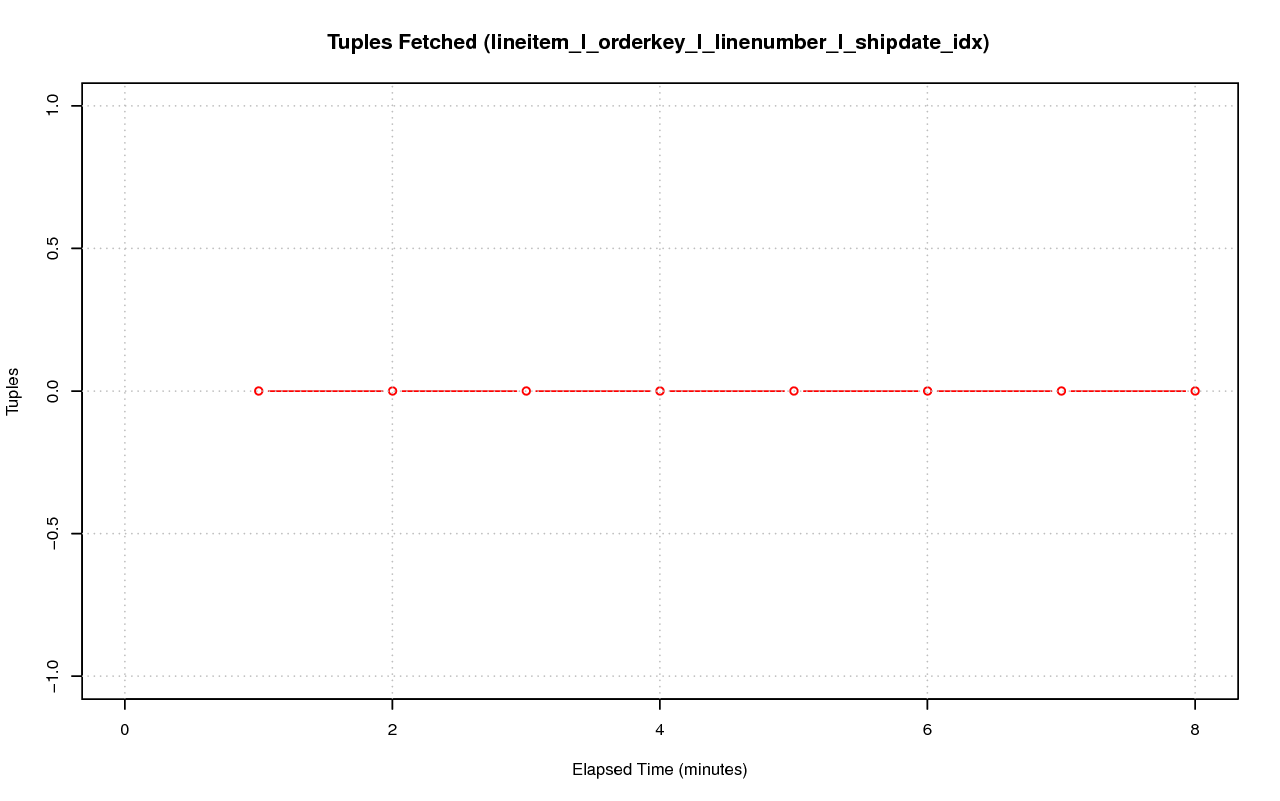 Tuples Fetched (lineitem_l_orderkey_l_linenumber_l_shipdate_idx)
1.0
0.5
0.0
−0.5
−1.0
Tuples
0 2 4 6 8
Elapsed Time (minutes)